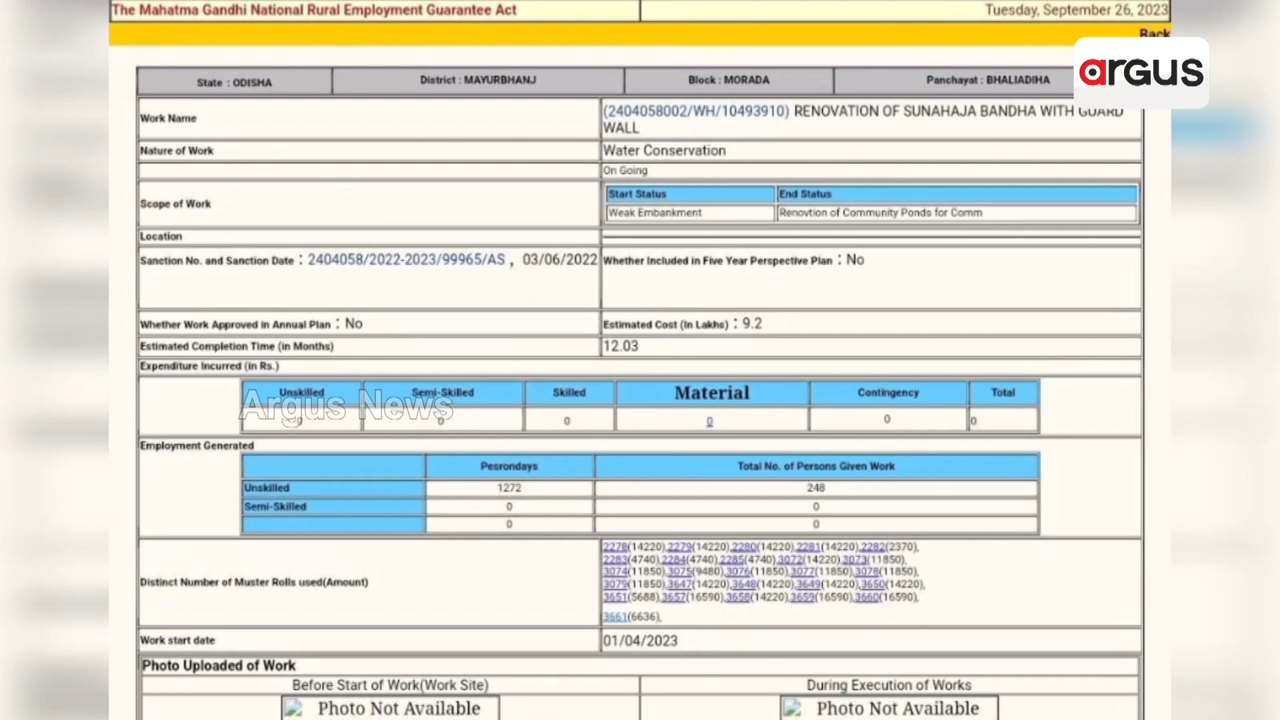 The Mahatma Gandhi National Rural Employment Guarantee Act Tuesday, September 26, 2023
Back
argus
State : ODISHA District : MAYURBHANJ Block : MORADA Panchayat : BHALIADIHA
Work Name (2404058002/WH/10493910) RENOVATION OF SUNAHAJA BANDHA WITH GUARD
WALL
Nature of Work Water Conservation
On Going
Scope of Work
Start Status End Status
Weak Embankment Renovtion of Community Ponds for Comm
Location
Sanction No. and Sanction Date : 2404058/2022-2023/99965/AS , 03/06/2022 Whether Included in Five Year Perspective Plan : No
Whether Work Approved in Annual Plan : No Estimated Cost (In Lakhs) : 9.2
Estimated Completion Time (in Months) 12.03
Expenditure Incurred (in Rs.)
Unskilled Semi-Skilled Skilled Material Contingency Total
Argus News
0 0 0 0 0 0
Employment Generated
Pesrondays Total No. of Persons Given Work
Unskilled 1272 248
Semi-Skilled 0 0
0 0
Distinct Number of Muster Rolls used(Amount)
2278(14220),2279(14220),2280(14220),2281(14220),2282(2370),
2283(4740),2284(4740),2285(4740),3072(14220),3073(11850),
3074(11850),3075(9480),3076(11850),3077(11850),3078(11850),
3079(11850),3647(14220),3648(14220),3649(14220),3650(14220),
3651(5688),3657(16590),3658(14220),3659(16590),3660(16590),
3661(6636),
Work start date 01/04/2023
Photo Uploaded of Work
Before Start of Work(Work Site) During Execution of Works
Photo Not Available Photo Not Available